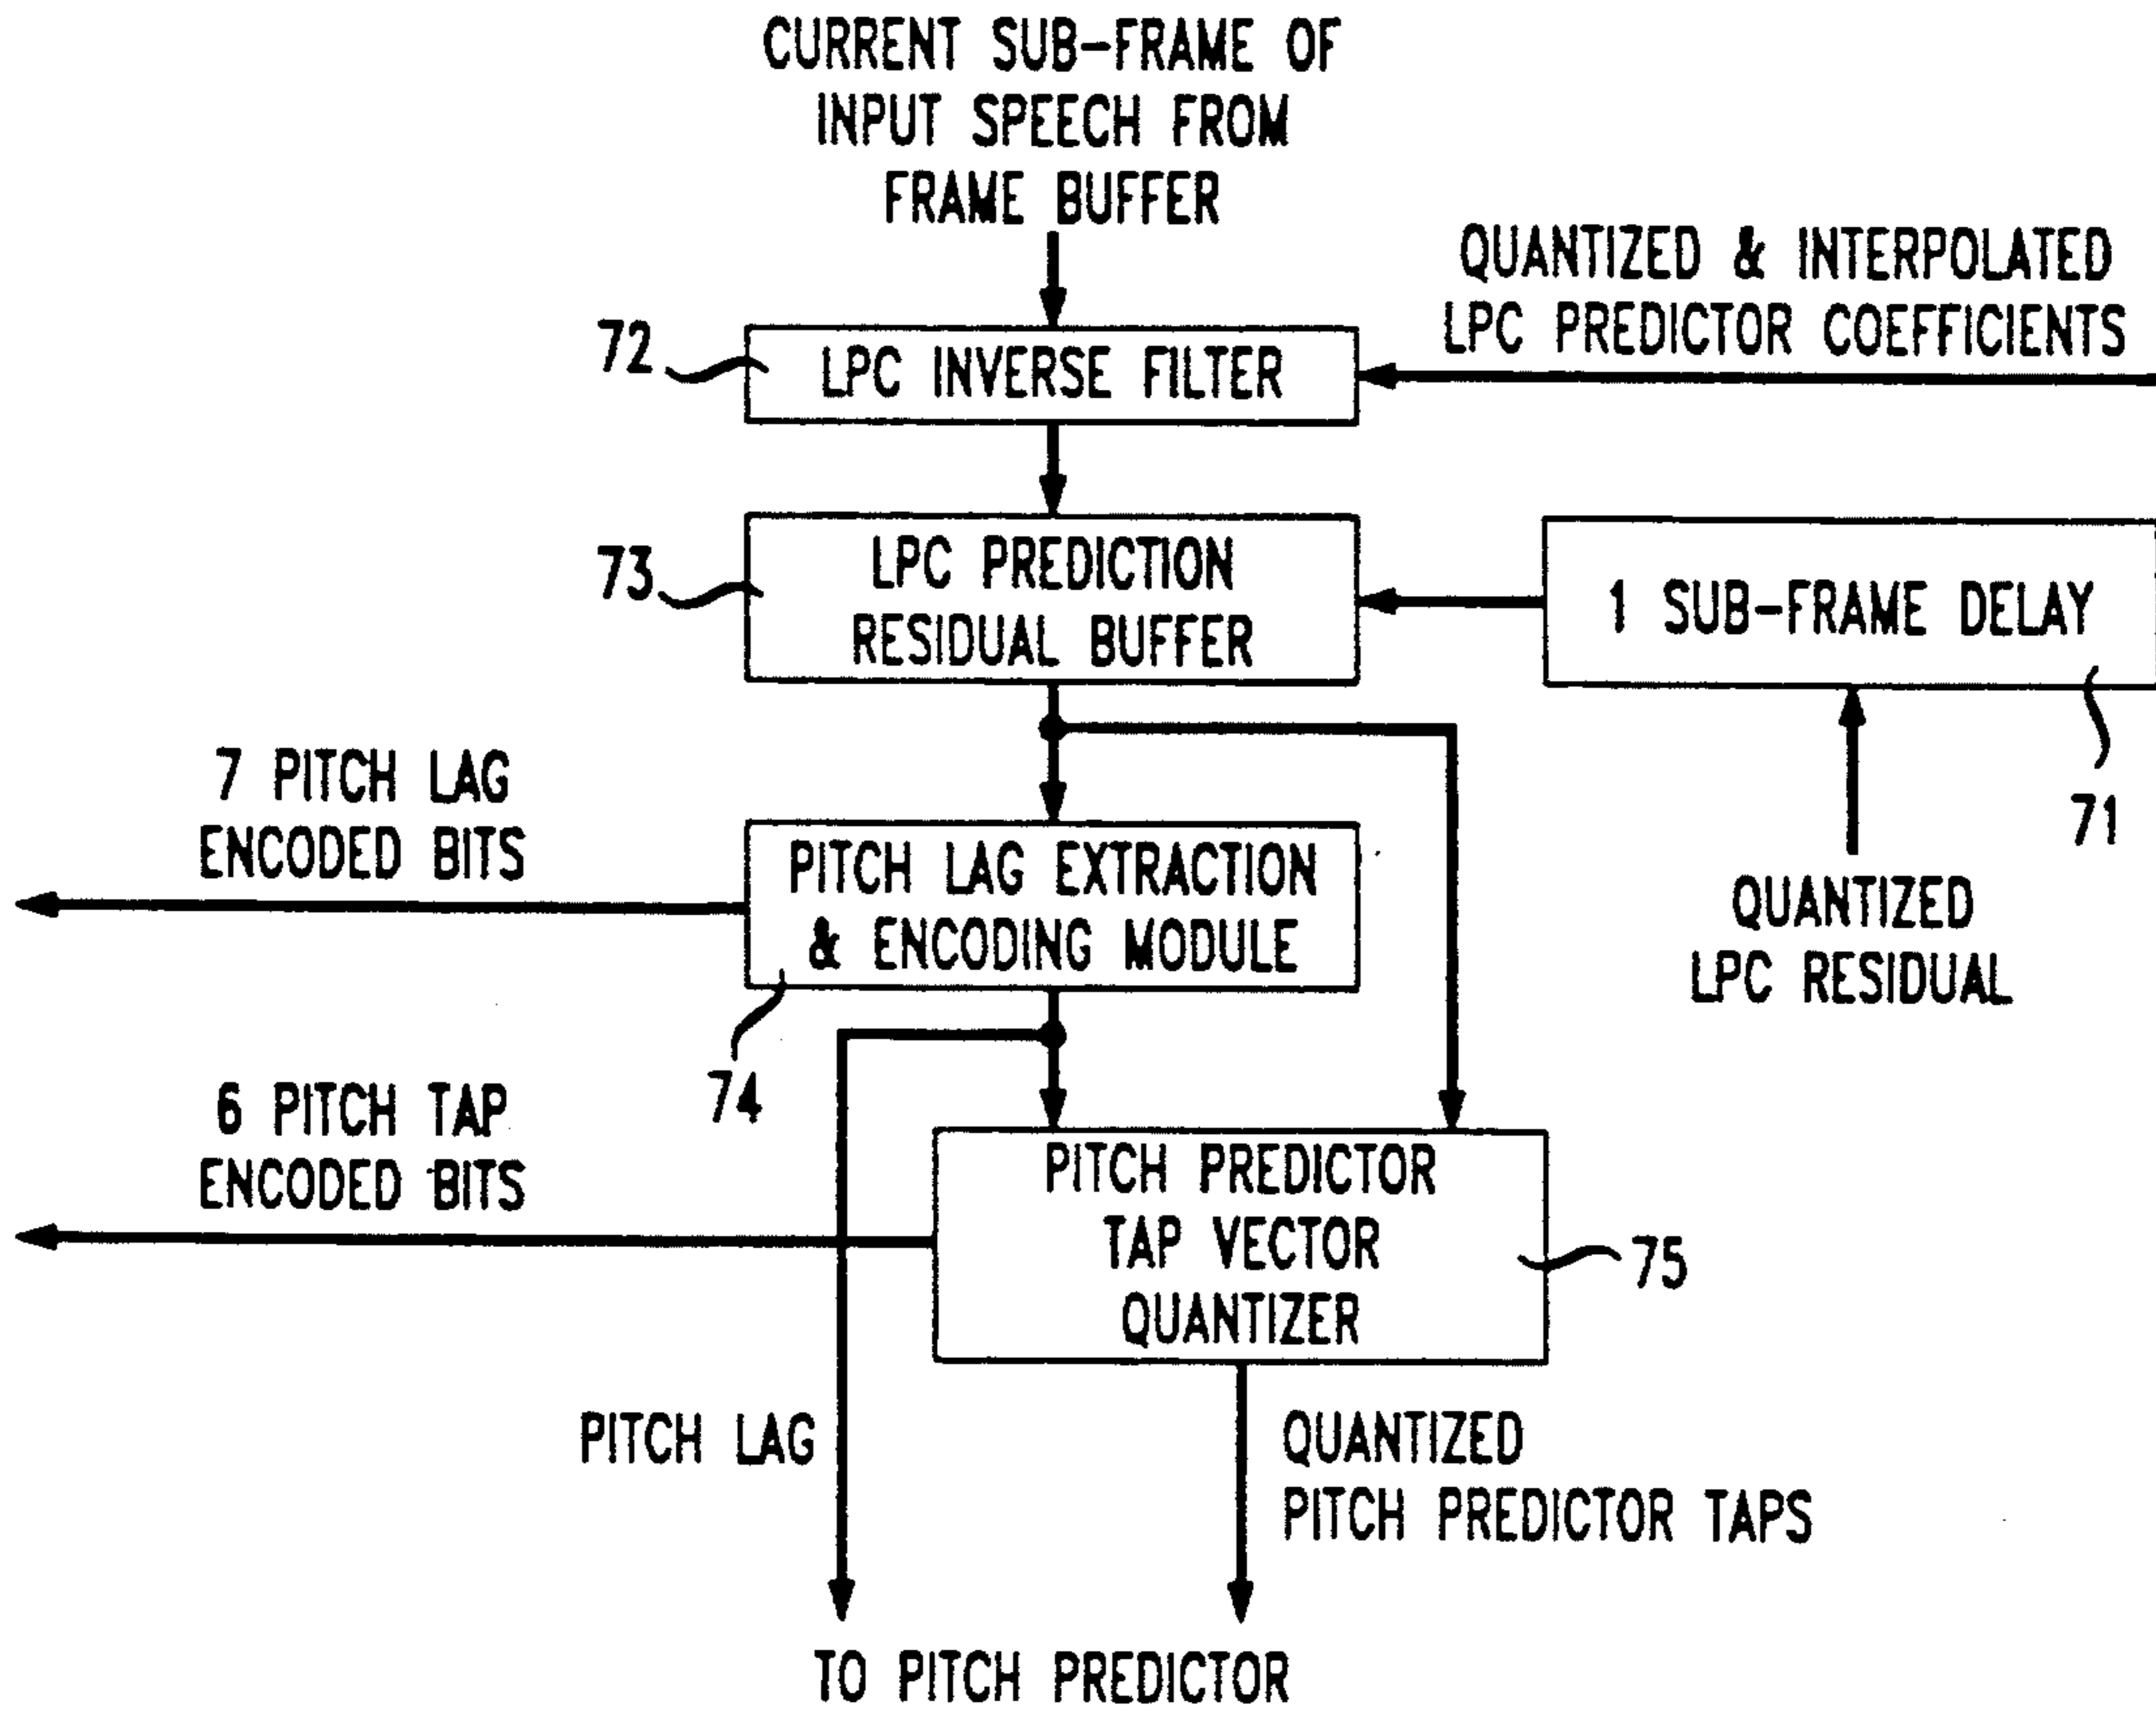 CURRENT SUB-FRAME OF
INPUT SPEECH FROM
FRAME BUFFER
QUANTIZED & INTERPOLATED
LPC PREDICTOR COEFFICIENTS
72
LPC INVERSE FILTER
73
LPC PREDICTION
RESIDUAL BUFFER
1 SUB-FRAME DELAY
71
QUANTIZED
LPC RESIDUAL
7 PITCH LAG
ENCODED BITS
PITCH LAG EXTRACTION
& ENCODING MODULE
74
6 PITCH TAP
ENCODED BITS
PITCH PREDICTOR
TAP VECTOR
QUANTIZER
75
PITCH LAG
QUANTIZED
PITCH PREDICTOR TAPS
TO PITCH PREDICTOR